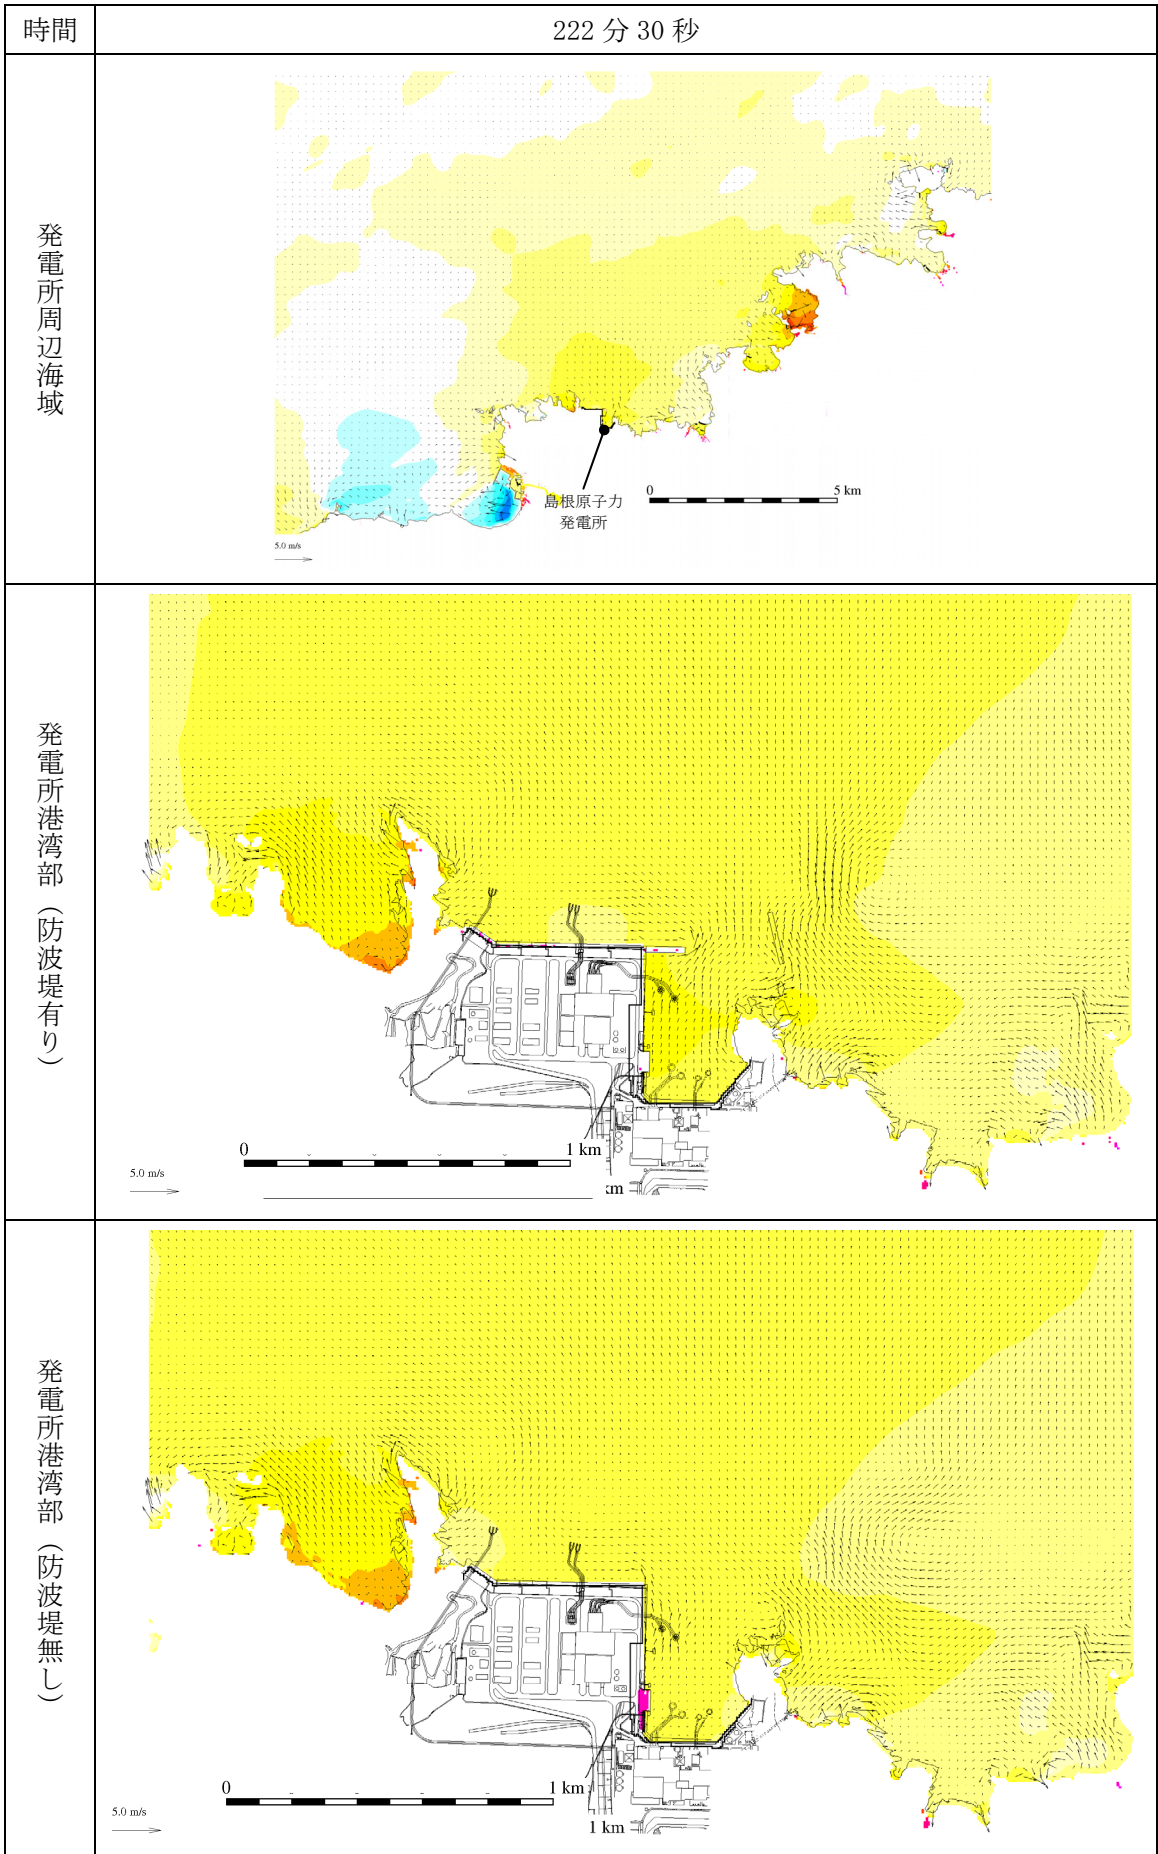 時間
222 分 30 秒
発電所周辺海域
島根原子力
発電所
0
5 km
5.0 m/s
発電所港湾部（防波堤有り）
0
1 km
km
5.0 m/s
発電所港湾部（防波堤無し）
0
1 km
1 km
5.0 m/s